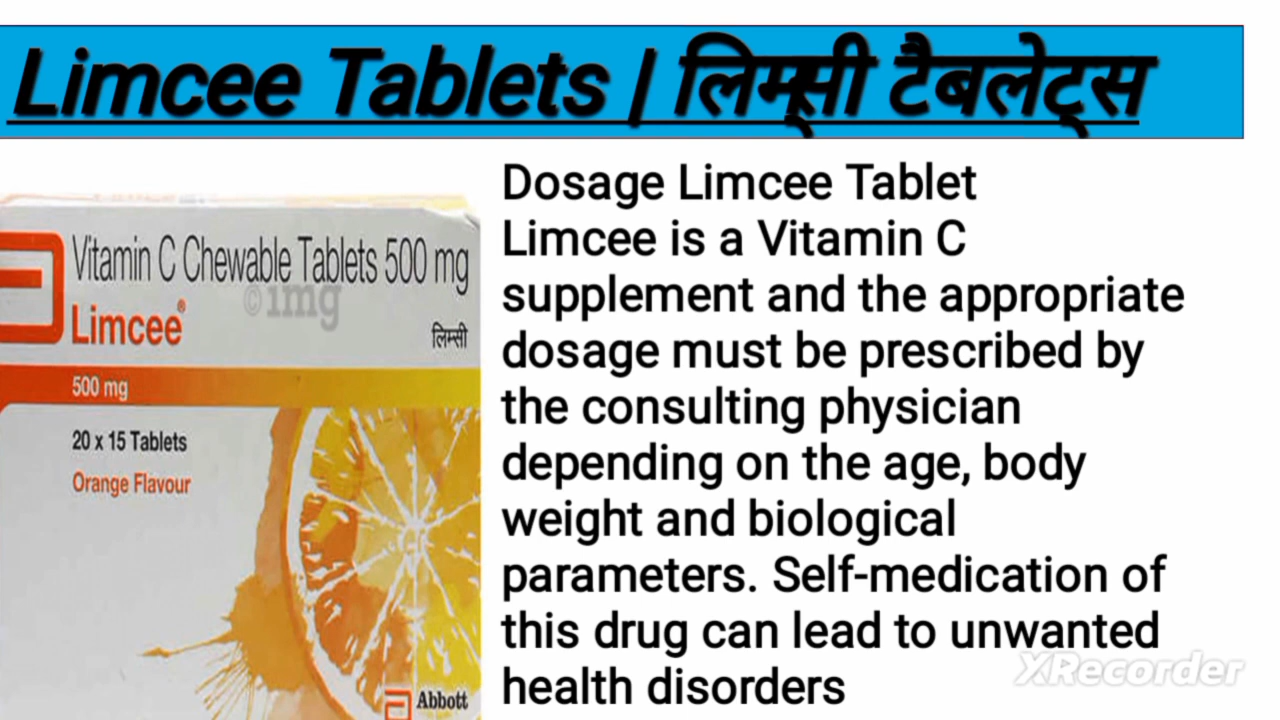 Limcee Tablets | लिम्सी टैबलेट्स
Vitamin C Chewable Tablets 500 mg
©1mg
Limcee®
लिम्सी
500 mg
20 x 15 Tablets
Orange Flavour
Abbott
Dosage Limcee Tablet
Limcee is a Vitamin C
supplement and the appropriate
dosage must be prescribed by
the consulting physician
depending on the age, body
weight and biological
parameters. Self-medication of
this drug can lead to unwanted
health disorders
XRecorder